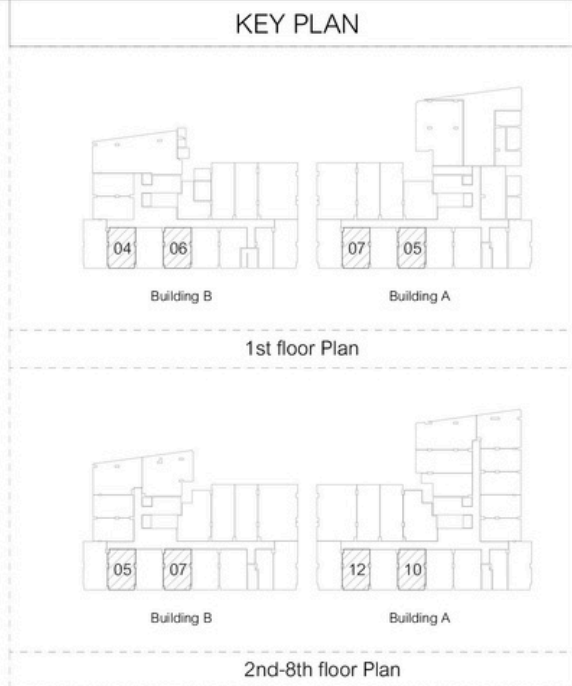 KEY PLAN
04 06 07 05
Building B Building A
1st floor Plan
05 07 12 10
Building B Building A
2nd-8th floor Plan